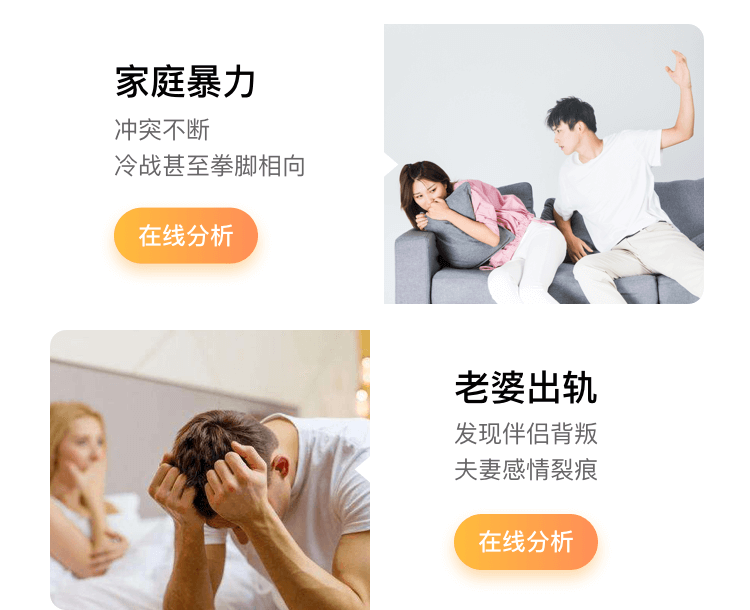 家庭暴力
冲突不断
冷战甚至拳脚相向
在线分析
老婆出轨
发现伴侣背叛
夫妻感情裂痕
在线分析